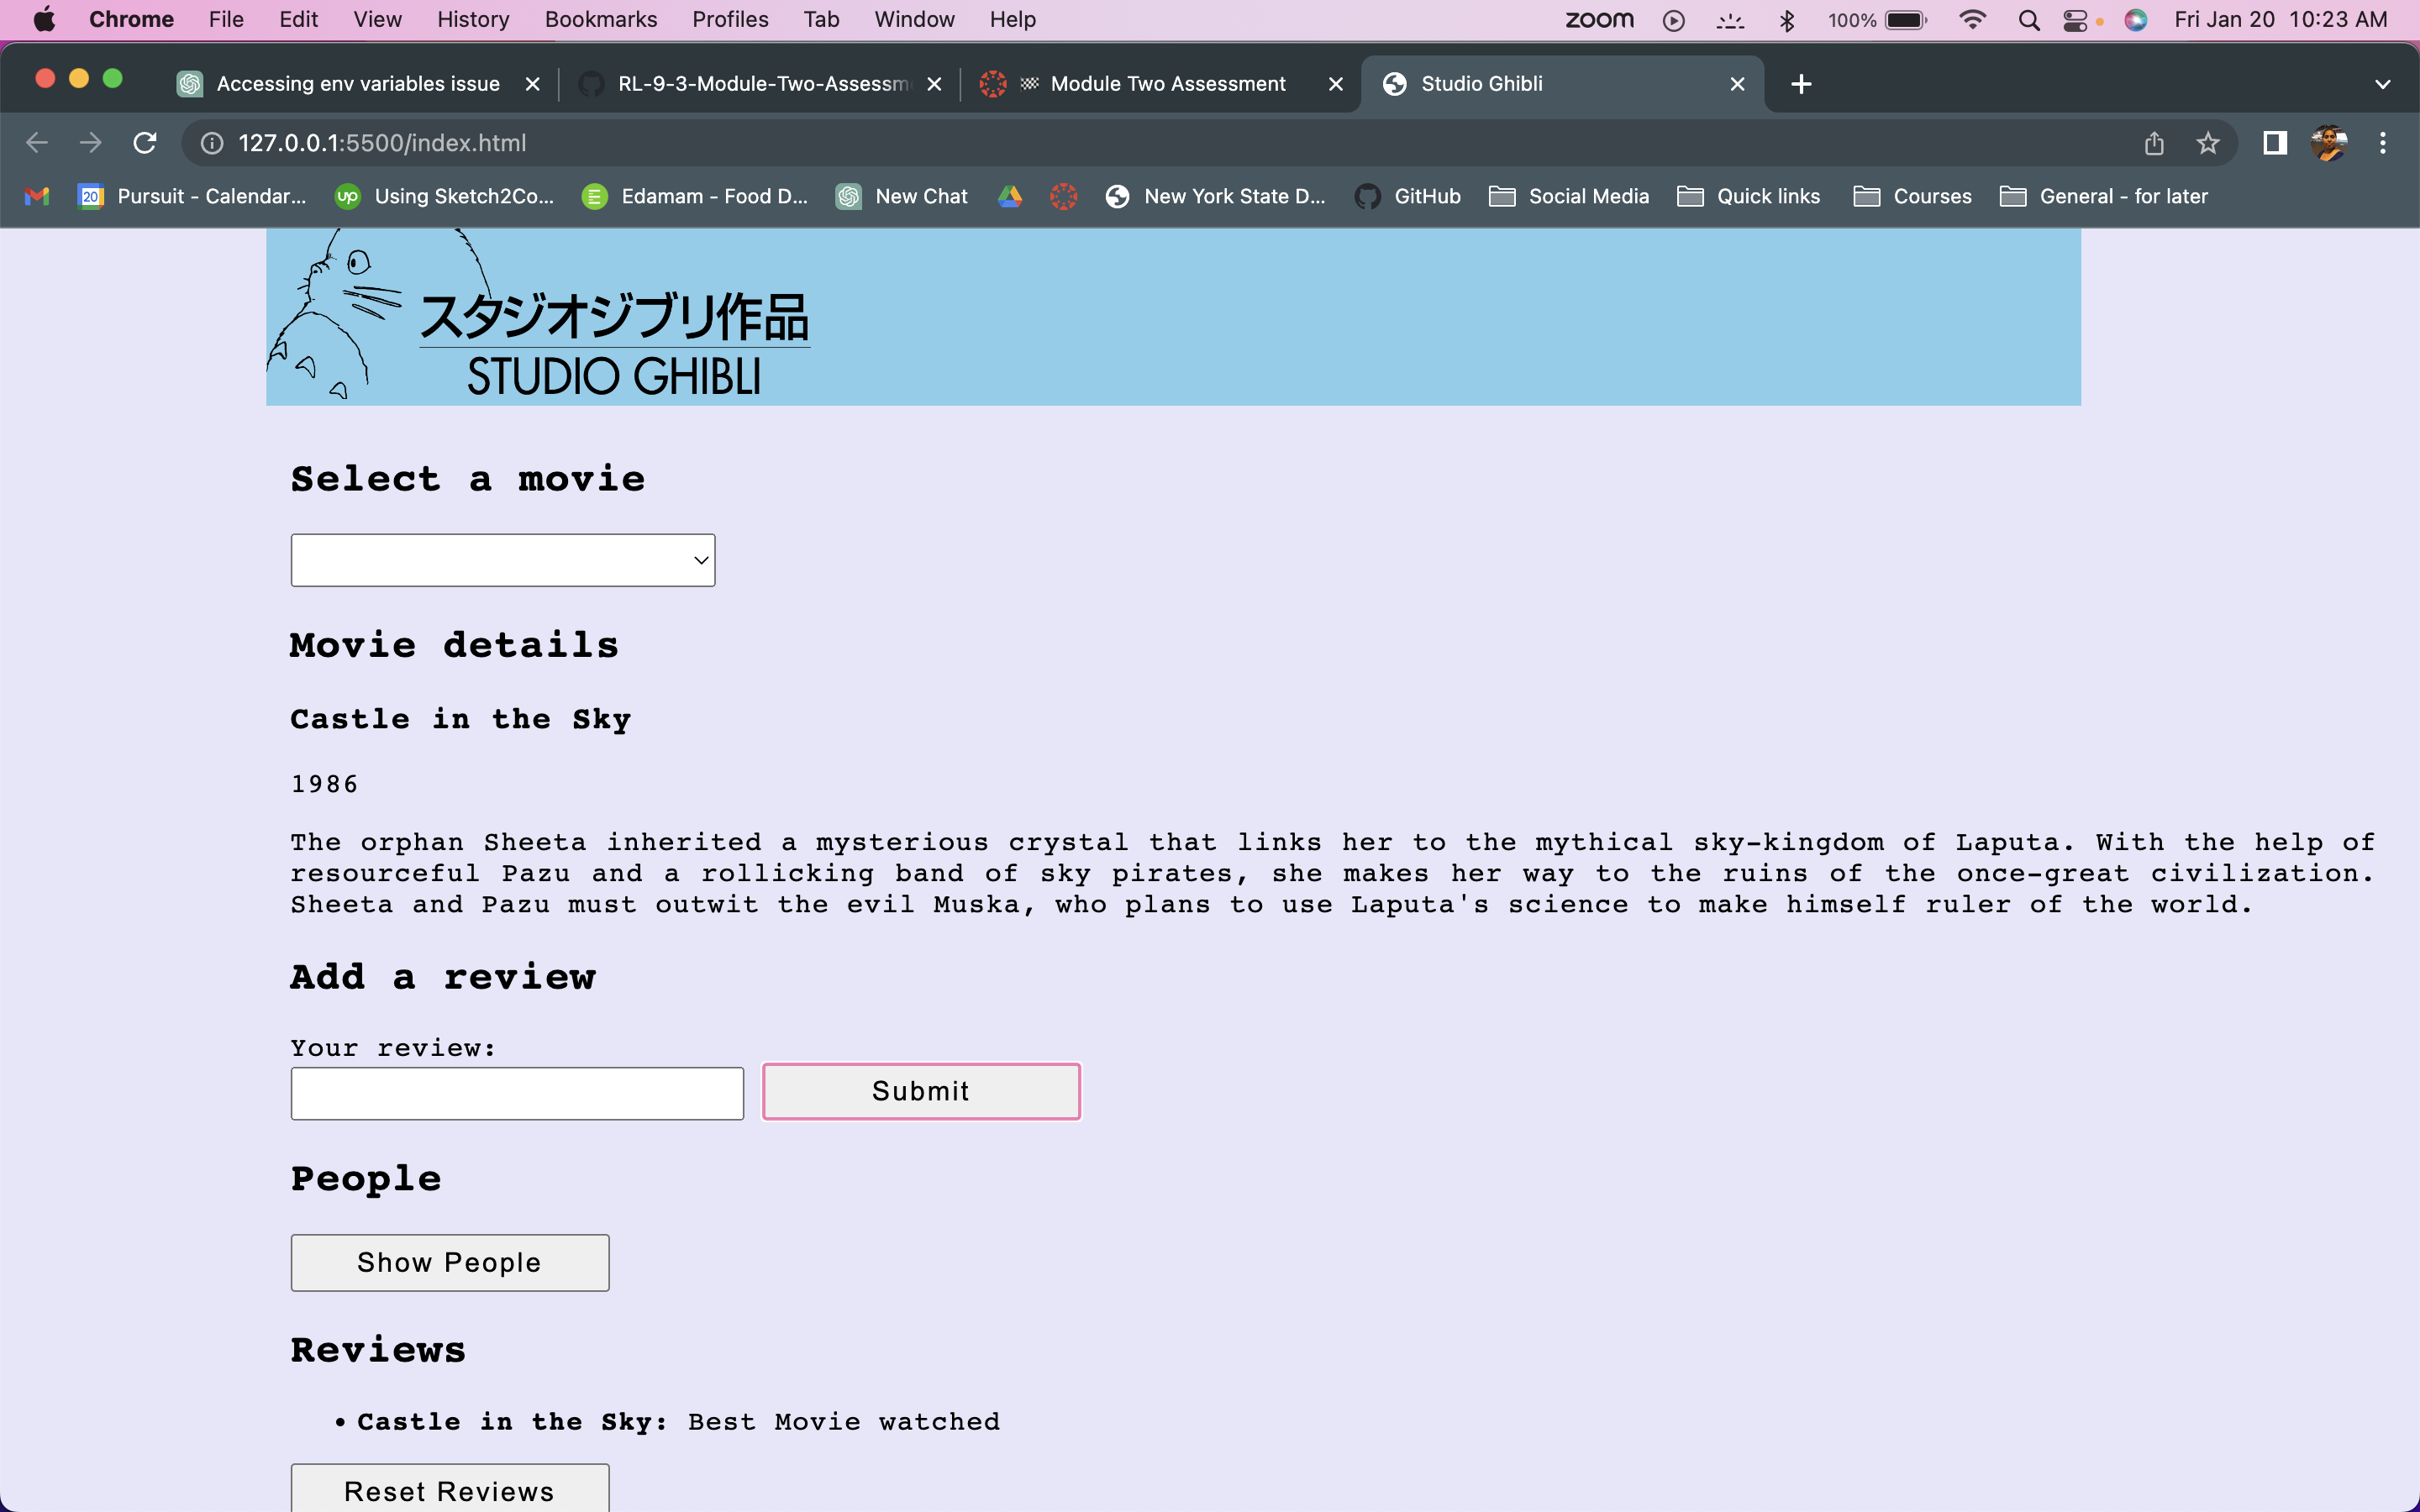 Chrome File Edit View History Bookmarks Profiles Tab Window Help zoom 100% Fri Jan 20 10:23 AM
Accessing env variables issue RL-9-3-Module-Two-Assessm Module Two Assessment Studio Ghibli
127.0.0.1:5500/index.html
20 Pursuit - Calendar... up Using Sketch2Co... E Edamam - Food D... New Chat New York State D... GitHub Social Media Quick links Courses General - for later
スタジオジブリ作品
STUDIO GHIBLI
Select a movie
Movie details
Castle in the Sky
1986
The orphan Sheeta inherited a mysterious crystal that links her to the mythical sky-kingdom of Laputa. With the help of
resourceful Pazu and a rollicking band of sky pirates, she makes her way to the ruins of the once-great civilization.
Sheeta and Pazu must outwit the evil Muska, who plans to use Laputa's science to make himself ruler of the world.
Add a review
Your review:
Submit
People
Show People
Reviews
• Castle in the Sky: Best Movie watched
Reset Reviews